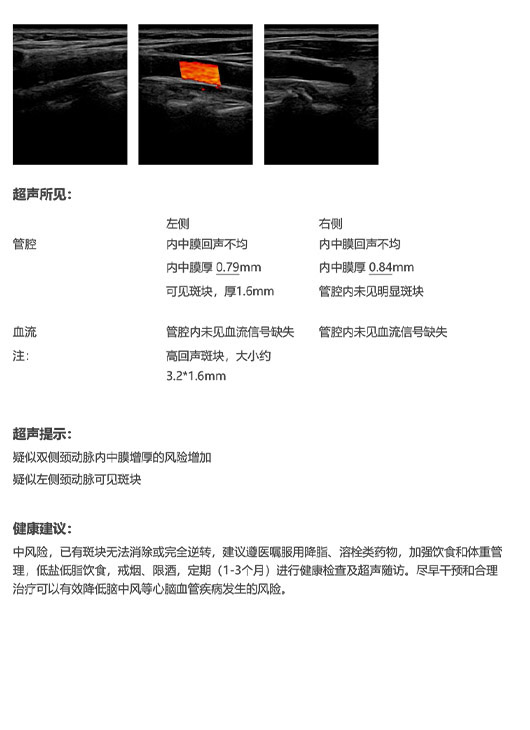 超声所见：
左侧 右侧
管腔 内中膜回声不均 内中膜回声不均
内中膜厚 0.79mm 内中膜厚 0.84mm
可见斑块，厚1.6mm 管腔内未见明显斑块
血流 管腔内未见血流信号缺失 管腔内未见血流信号缺失
注： 高回声斑块，大小约
3.2*1.6mm
超声提示：
疑似双侧颈动脉内中膜增厚的风险增加
疑似左侧颈动脉可见斑块
健康建议：
中风险，已有斑块无法消除或完全逆转，建议遵医嘱服用降脂、溶栓类药物，加强饮食和体重管
理，低盐低脂饮食，戒烟、限酒，定期（1-3个月）进行健康检查及超声随访。尽早干预和合理
治疗可以有效降低脑中风等心脑血管疾病发生的风险。